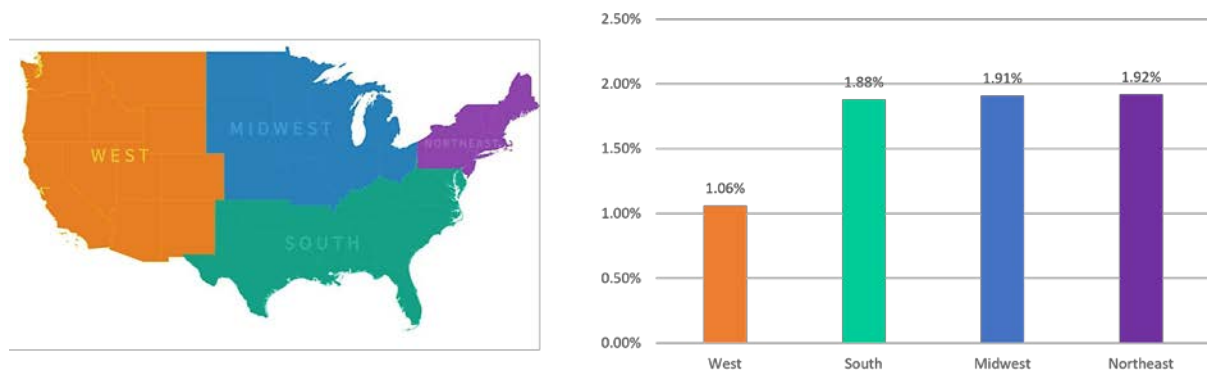 MIDWEST
NORTHEAST
WEST
SOUTH
2.50%
2.00%
1.50%
1.00%
0.50%
0.00%
1.06%
1.88%
1.91%
1.92%
West
South
Midwest
Northeast